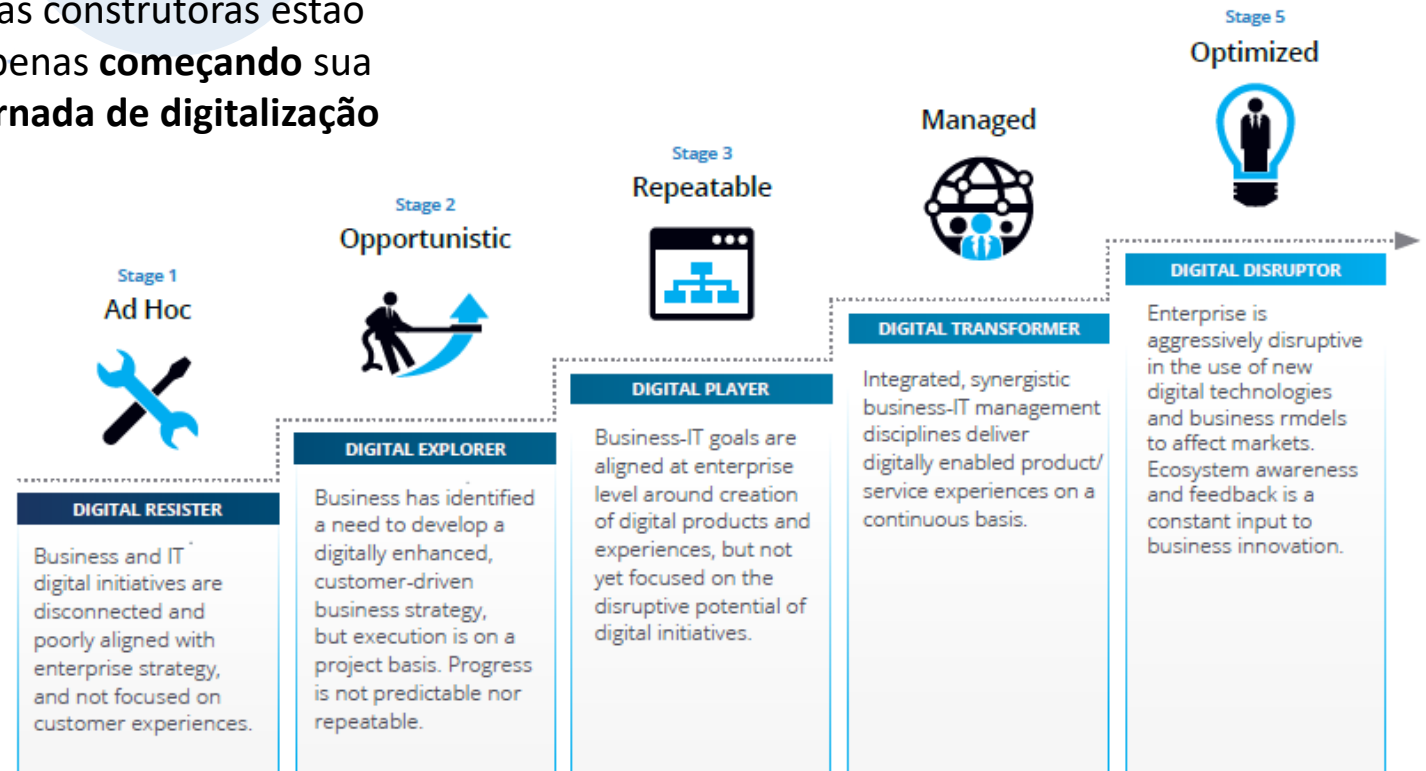 as construtoras estão
penas começando sua
rnada de digitalização
Stage 1
Ad Hoc
DIGITAL RESISTER
Business and IT
digital initiatives are
disconnected and
poorly aligned with
enterprise strategy,
and not focused on
customer experiences.
Stage 2
Opportunistic
DIGITAL EXPLORER
Business has identified
a need to develop a
digitally enhanced,
customer-driven
business strategy,
but execution is on a
project basis. Progress
is not predictable nor
repeatable.
Stage 3
Repeatable
DIGITAL PLAYER
Business-IT goals are
aligned at enterprise
level around creation
of digital products and
experiences, but not
yet focused on the
disruptive potential of
digital initiatives.
Managed
DIGITAL TRANSFORMER
Integrated, synergistic
business-IT management
disciplines deliver
digitally enabled product/
service experiences on a
continuous basis.
Stage 5
Optimized
DIGITAL DISRUPTOR
Enterprise is
aggressively disruptive
in the use of new
digital technologies
and business rmdels
to affect markets.
Ecosystem awareness
and feedback is a
constant input to
business innovation.